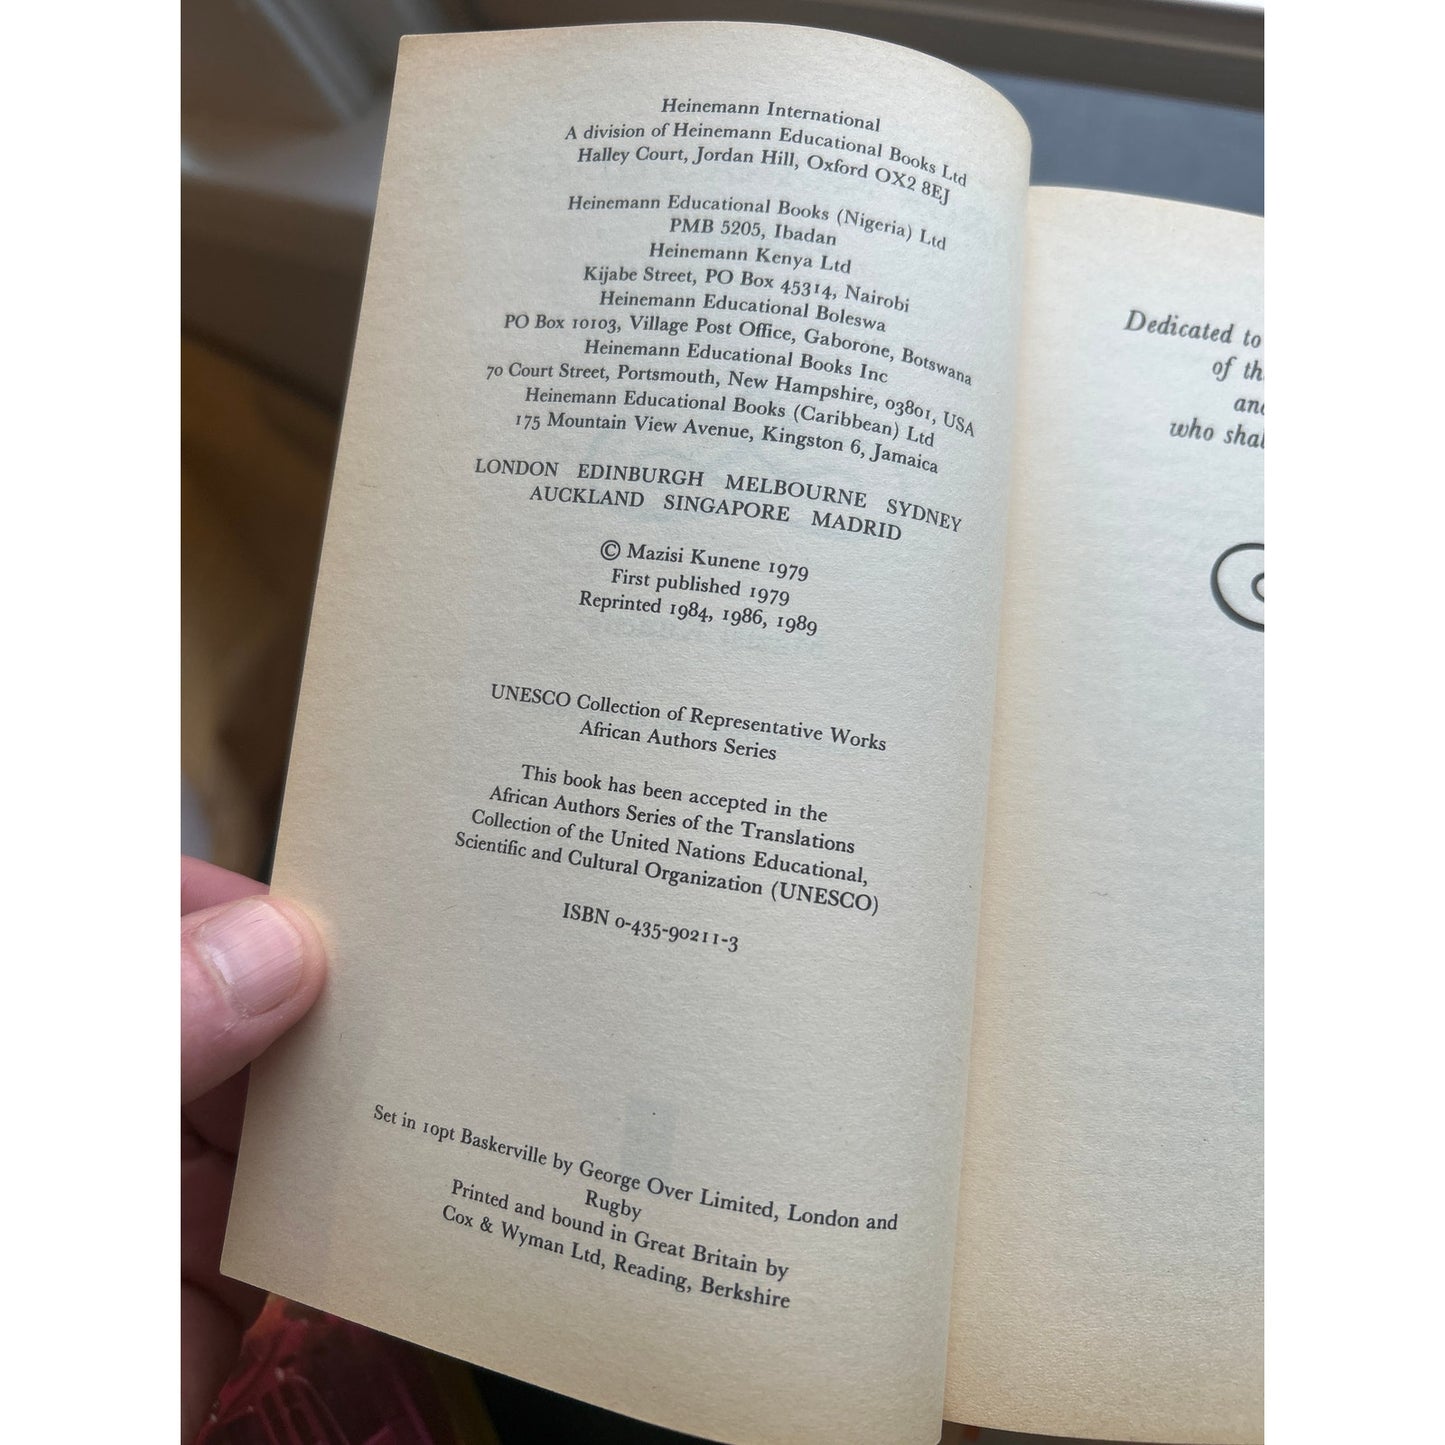 Heinemann International
A division of Heinemann Educational Books Ltd
Halley Court, Jordan Hill, Oxford OX2 8EJ
Heinemann Educational Books (Nigeria) Ltd
PMB 5205, Ibadan
Heinemann Kenya Ltd
Kijabe Street, PO Box 45314, Nairobi
Heinemann Educational Boleswa
PO Box 10103, Village Post Office, Gaborone, Botswana
Heinemann Educational Books Inc
70 Court Street, Portsmouth, New Hampshire, 03801, USA
Heinemann Educational Books (Caribbean) Ltd
175 Mountain View Avenue, Kingston 6, Jamaica
LONDON EDINBURGH MELBOURNE SYDNEY
AUCKLAND SINGAPORE MADRID
© Mazisi Kunene 1979
First published 1979
Reprinted 1984, 1986, 1989
UNESCO Collection of Representative Works
African Authors Series
This book has been accepted in the
African Authors Series of the Translations
Collection of the United Nations Educational,
Scientific and Cultural Organization (UNESCO)
ISBN 0-435-90211-3
Set in 10pt Baskerville by George Over Limited, London and
Rugby
Printed and bound in Great Britain by
Cox & Wyman Ltd, Reading, Berkshire
Dedicated to
of
who